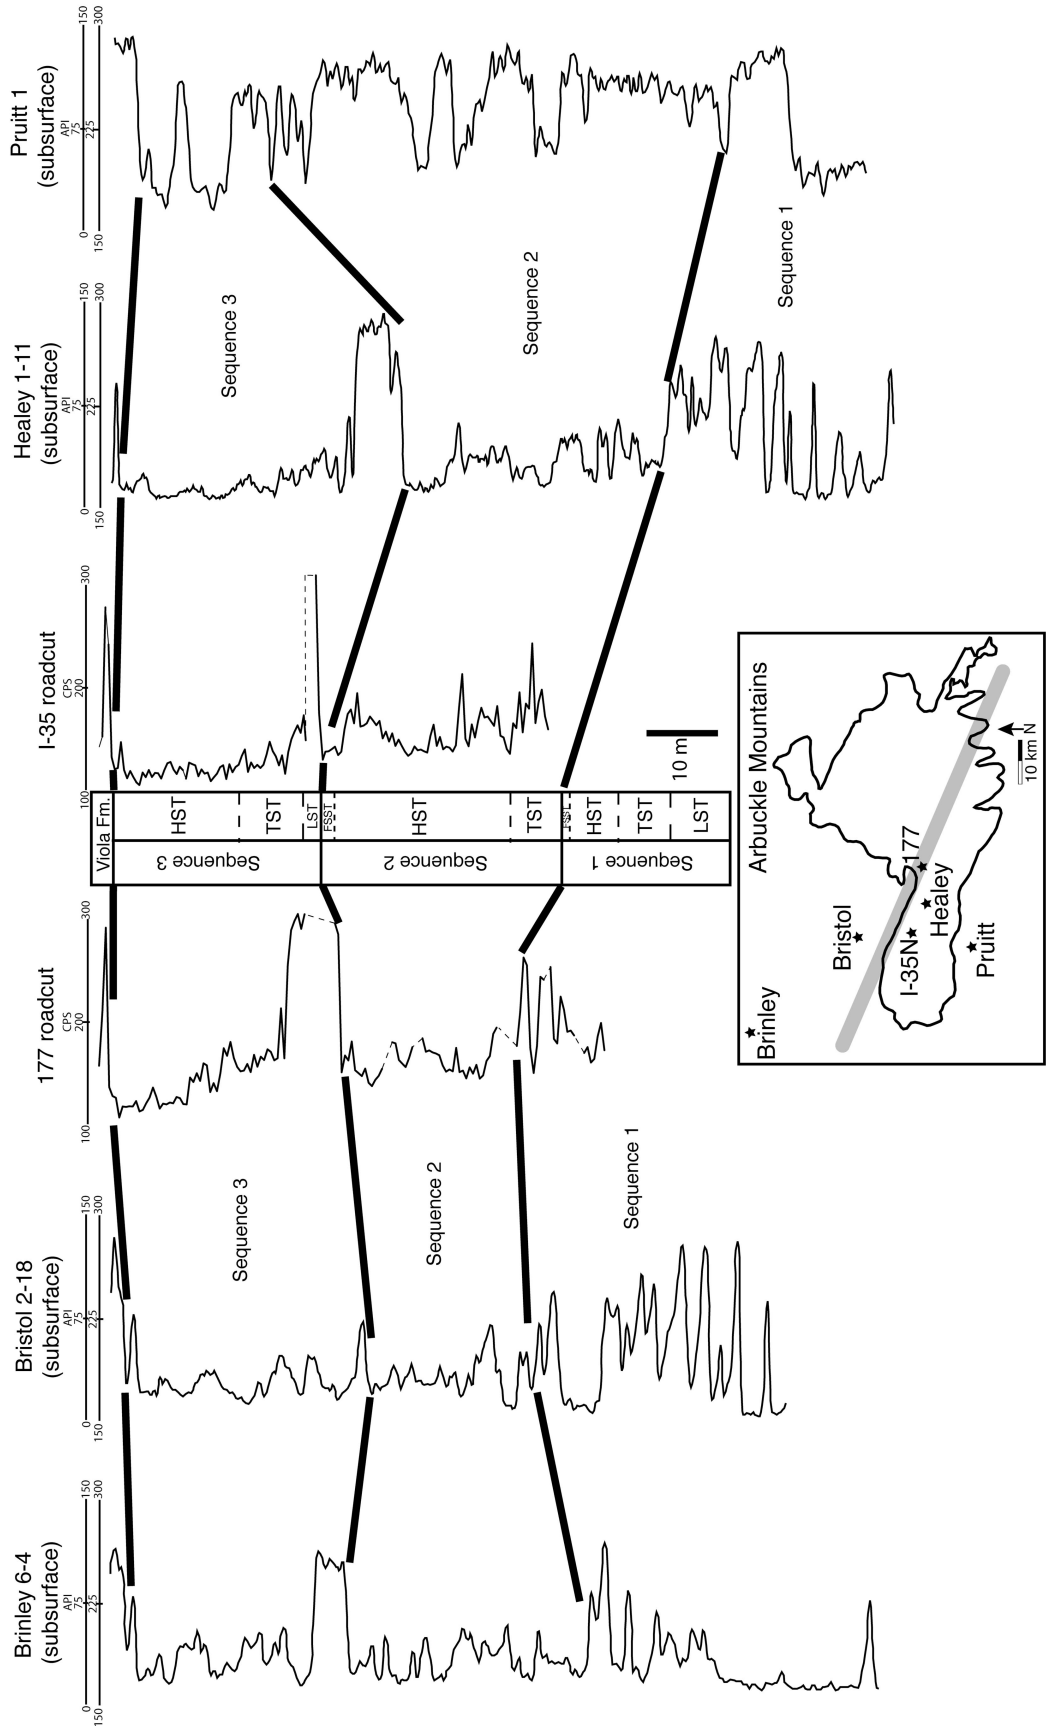 Brinley 6-4
(subsurface)
API
0 75 150
150 225 300
Bristol 2-18
(subsurface)
API
0 75 150
150 225 300
177 roadcut
CPS
100 200 300
I-35 roadcut
CPS
100 200 300
Healey 1-11
(subsurface)
API
0 75 150
150 225 300
Pruitt 1
(subsurface)
API
0 75 150
150 225 300
Sequence 3
Sequence 2
Sequence 1
Viola Fm.
Sequence 3
HST
TST
LST
FSST
Sequence 2
HST
TST
FSST
Sequence 1
HST
TST
LST
Sequence 3
Sequence 2
Sequence 1
10 m
Arbuckle Mountains
Brinley
Bristol
I-35N
177
Healey
Pruitt
N
10 km